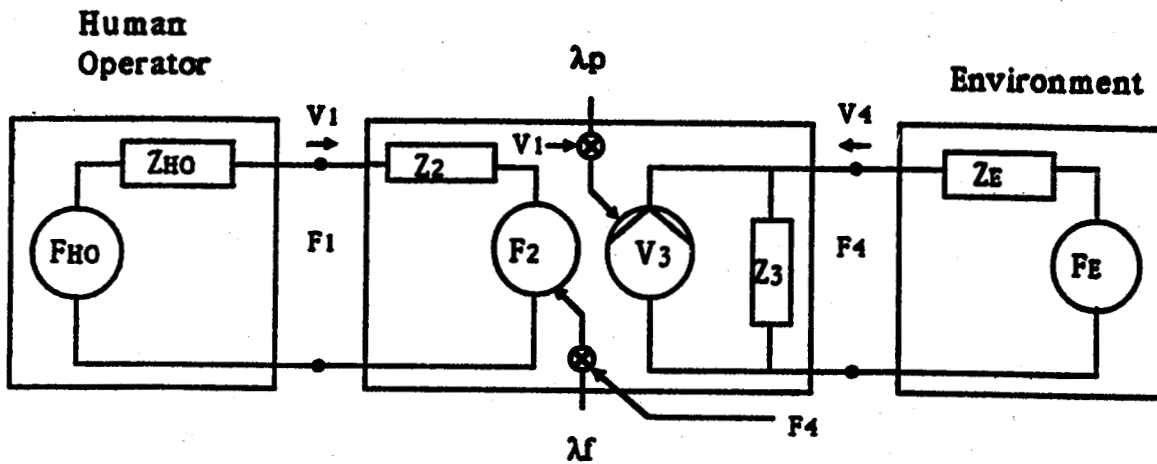 Human
Operator
λp
Environment
V1
V1
V4
ZHO
Z2
ZE
FHO
F1
F2
V3
Z3
F4
FE
F4
λf